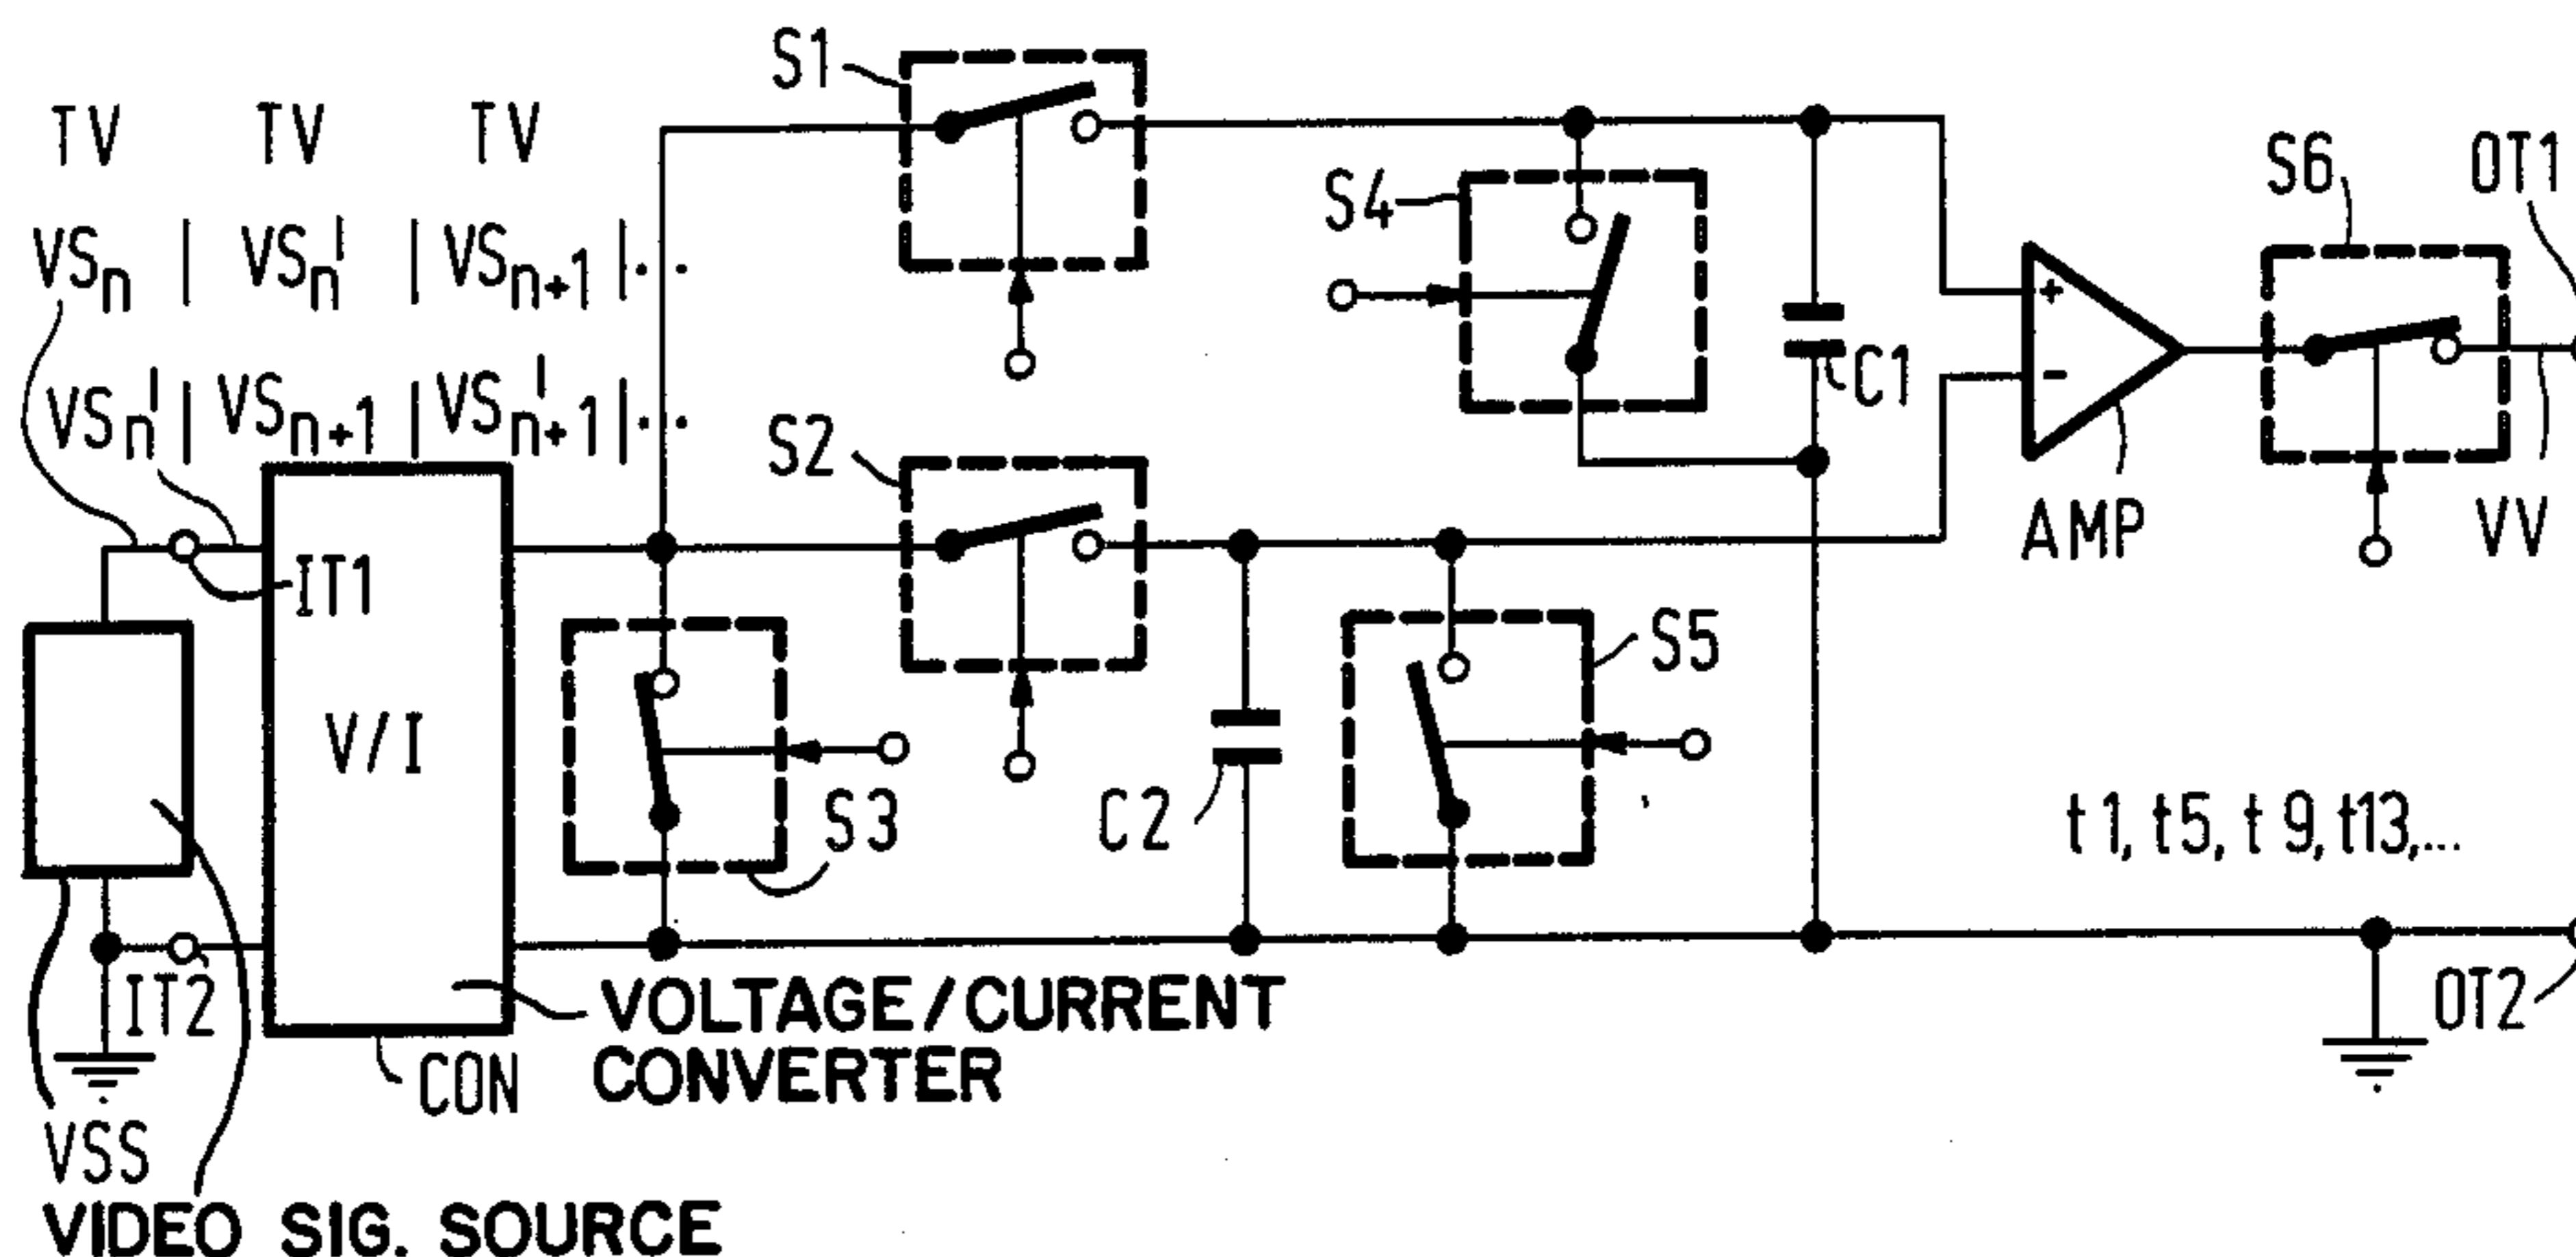 S1
TV TV TV
S6
OT1
S4
VSn | VSn' | VSn+1 | ..
+
C1
VSn' | VSn+1 | VSn+1' | ..
-
S2
AMP
VV
IT1
S5
V/I
S3
C2
t1, t5, t9, t13,...
IT2
OT2
VOLTAGE/CURRENT
CONVERTER
CON
VSS
VIDEO SIG. SOURCE